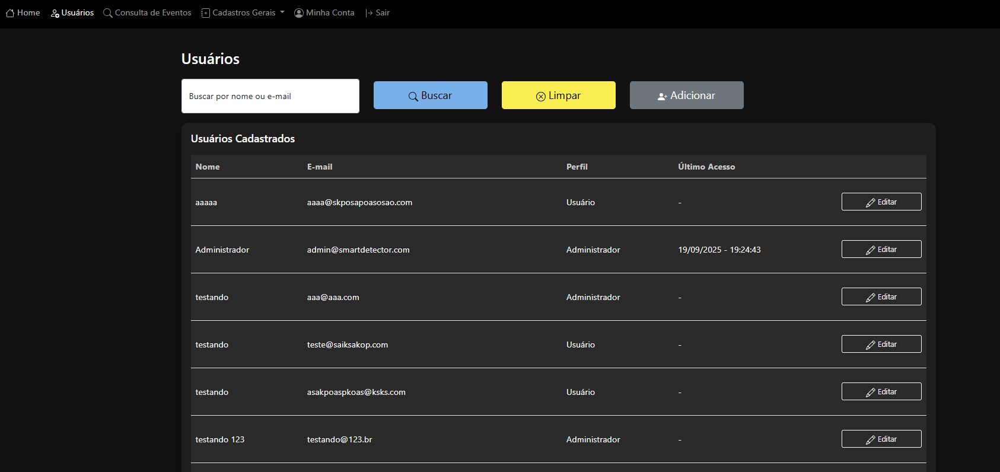 Home Usuários Consulta de Eventos Cadastros Gerais Minha Conta Sair
Usuários
Buscar por nome ou e-mail Buscar Limpar Adicionar
Usuários Cadastrados
Nome E-mail Perfil Último Acesso
aaaaa aaaa@skposapoasosao.com Usuário - Editar
Administrador admin@smartdetector.com Administrador 19/09/2025 - 19:24:43 Editar
testando aaa@aaa.com Administrador - Editar
testando teste@saiksakop.com Usuário - Editar
testando asakpoaspkoas@ksks.com Usuário - Editar
testando 123 testando@123.br Administrador - Editar